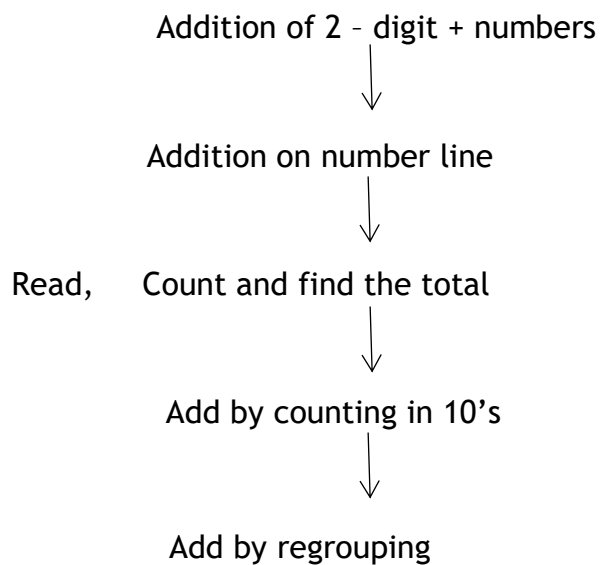 Addition of 2 – digit + numbers
Addition on number line
Read, Count and find the total
Add by counting in 10’s
Add by regrouping